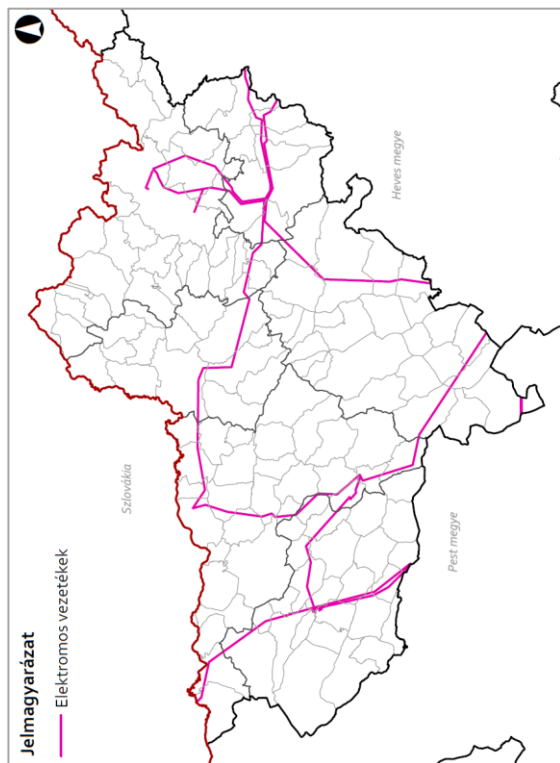 Jelmagyarázat
Elektromos vezetékek
Szlovákia
Pest megye
Heves megye